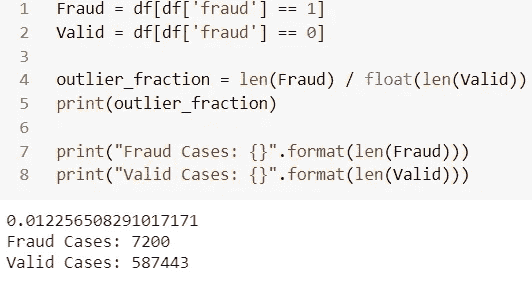 1 Fraud = df[df['fraud'] == 1]
2 Valid = df[df['fraud'] == 0]
3
4 outlier_fraction = len(Fraud) / float(len(Valid))
5 print(outlier_fraction)
6
7 print("Fraud Cases: {}".format(len(Fraud)))
8 print("Valid Cases: {}".format(len(Valid)))
0.012256508291017171
Fraud Cases: 7200
Valid Cases: 587443